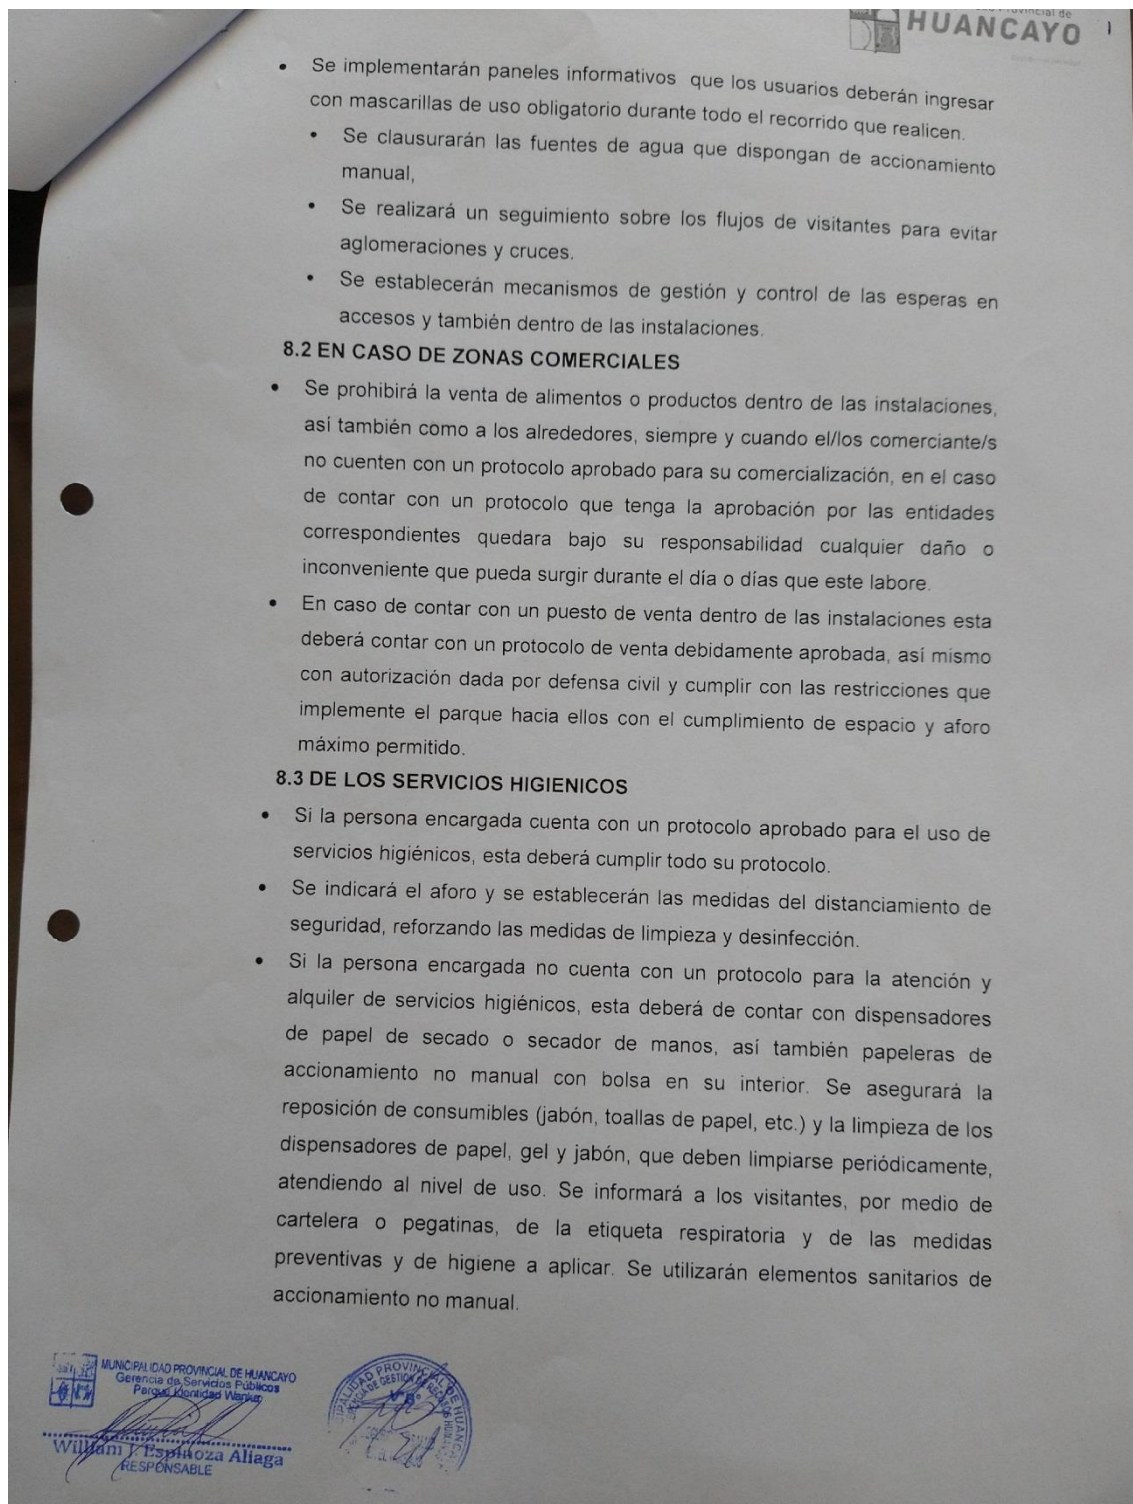 Provincial de
HUANCAYO
• Se implementarán paneles informativos que los usuarios deberán ingresar
con mascarillas de uso obligatorio durante todo el recorrido que realicen.
• Se clausurarán las fuentes de agua que dispongan de accionamiento
manual,
• Se realizará un seguimiento sobre los flujos de visitantes para evitar
aglomeraciones y cruces.
• Se establecerán mecanismos de gestión y control de las esperas en
accesos y también dentro de las instalaciones.
8.2 EN CASO DE ZONAS COMERCIALES
• Se prohibirá la venta de alimentos o productos dentro de las instalaciones,
así también como a los alrededores, siempre y cuando el/los comerciante/s
no cuenten con un protocolo aprobado para su comercialización, en el caso
de contar con un protocolo que tenga la aprobación por las entidades
correspondientes quedara bajo su responsabilidad cualquier daño o
inconveniente que pueda surgir durante el día o días que este labore.
• En caso de contar con un puesto de venta dentro de las instalaciones esta
deberá contar con un protocolo de venta debidamente aprobada, así mismo
con autorización dada por defensa civil y cumplir con las restricciones que
implemente el parque hacia ellos con el cumplimiento de espacio y aforo
máximo permitido.
8.3 DE LOS SERVICIOS HIGIENICOS
• Si la persona encargada cuenta con un protocolo aprobado para el uso de
servicios higiénicos, esta deberá cumplir todo su protocolo.
• Se indicará el aforo y se establecerán las medidas del distanciamiento de
seguridad, reforzando las medidas de limpieza y desinfección.
• Si la persona encargada no cuenta con un protocolo para la atención y
alquiler de servicios higiénicos, esta deberá de contar con dispensadores
de papel de secado o secador de manos, así también papeleras de
accionamiento no manual con bolsa en su interior. Se asegurará la
reposición de consumibles (jabón, toallas de papel, etc.) y la limpieza de los
dispensadores de papel, gel y jabón, que deben limpiarse periódicamente,
atendiendo al nivel de uso. Se informará a los visitantes, por medio de
cartelera o pegatinas, de la etiqueta respiratoria y de las medidas
preventivas y de higiene a aplicar. Se utilizarán elementos sanitarios de
accionamiento no manual.
MUNICIPALIDAD PROVINCIAL DE HUANCAYO
Gerencia de Servicios Públicos
Parque Identidad Wanka
William J. Espinoza Aliaga
RESPONSABLE
PROVINCIAL DE
GESTION DE
V°B°